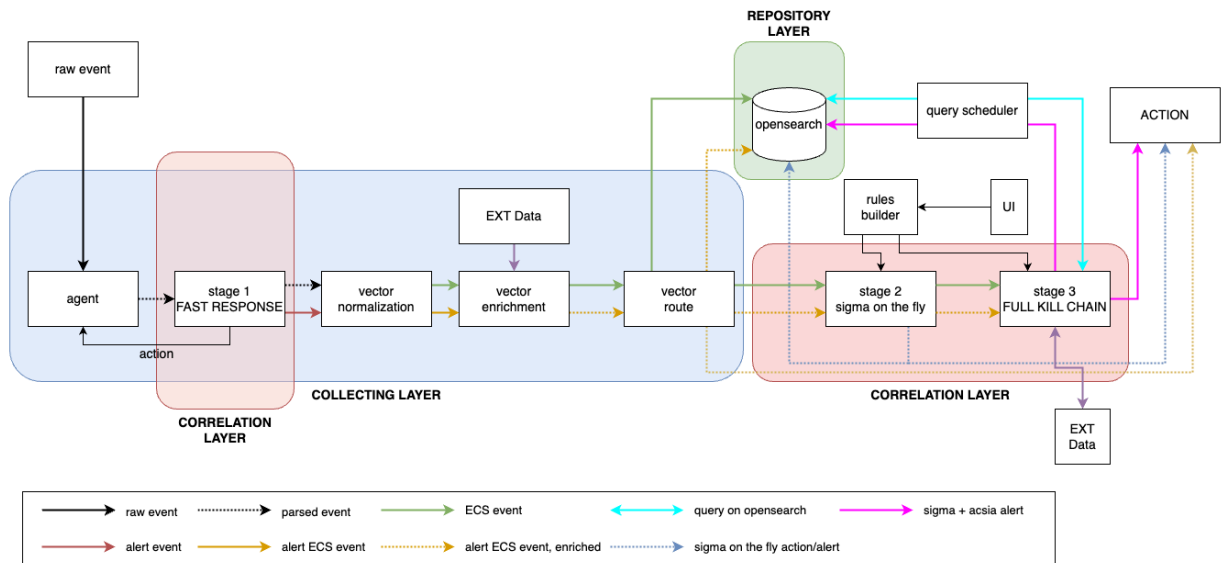 REPOSITORY
LAYER
raw event
opensearch
query scheduler
ACTION
EXT Data
rules
builder
UI
agent
stage 1
FAST RESPONSE
vector
normalization
vector
enrichment
vector
route
stage 2
sigma on the fly
stage 3
FULL KILL CHAIN
action
COLLECTING LAYER
CORRELATION LAYER
CORRELATION
LAYER
EXT
Data
raw event
parsed event
ECS event
query on opensearch
sigma + acsia alert
alert event
alert ECS event
alert ECS event, enriched
sigma on the fly action/alert